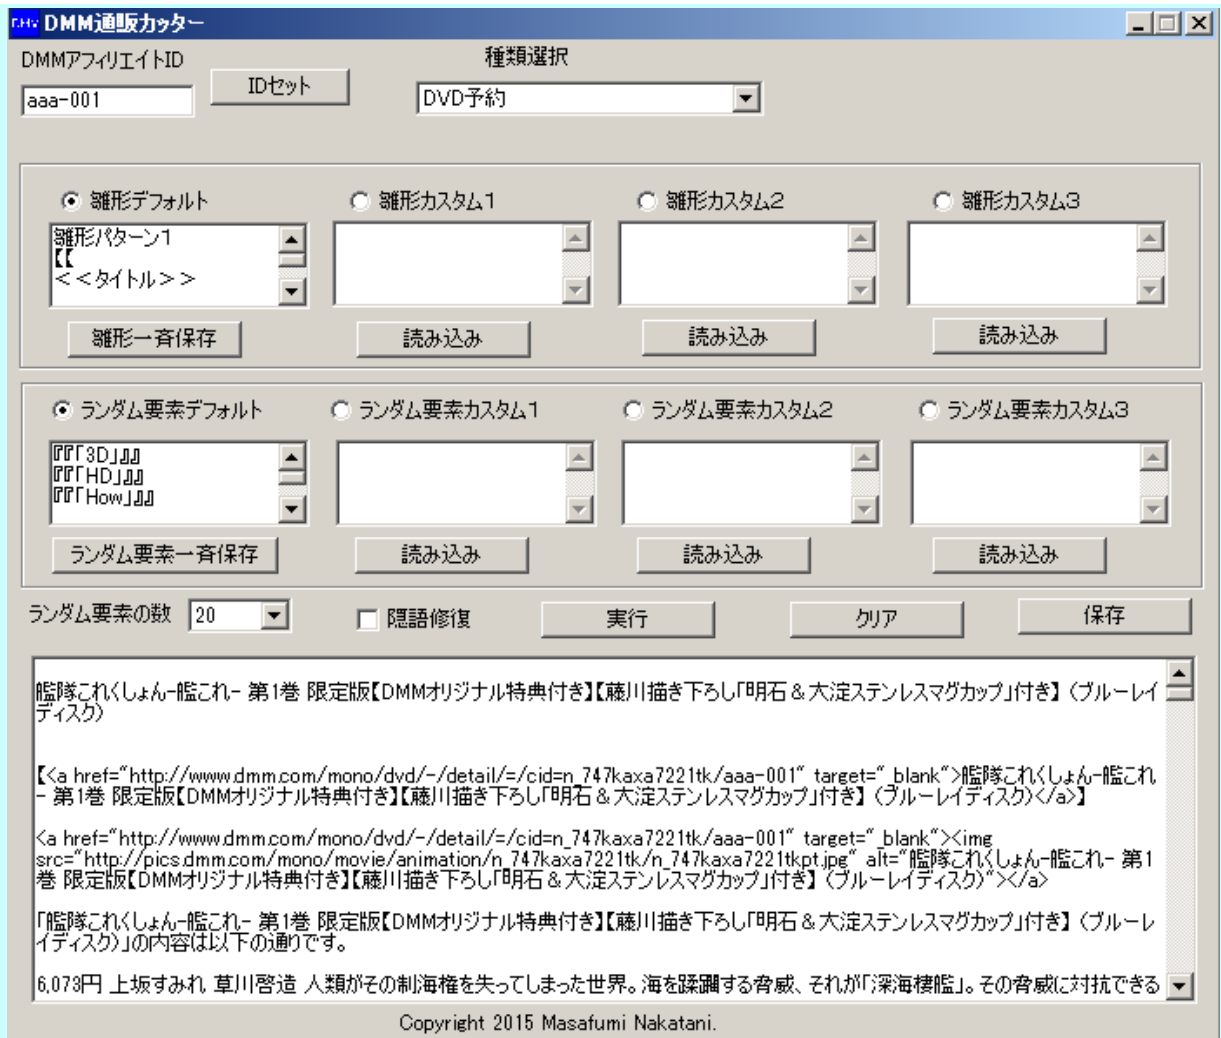 DMM通販カッター
DMMアフィリエイトID
種類選択
aaa-001
IDセット
DVD予約
雛形デフォルト
雛形カスタム1
雛形カスタム2
雛形カスタム3
雛形パターン1
【【
＜＜タイトル＞＞
雛形一斉保存
読み込み
読み込み
読み込み
ランダム要素デフォルト
ランダム要素カスタム1
ランダム要素カスタム2
ランダム要素カスタム3
『『「3D」』』
『『「HD」』』
『『「How」』』
ランダム要素一斉保存
読み込み
読み込み
読み込み
ランダム要素の数
20
隠語修復
実行
クリア
保存
艦隊これくしょん-艦これ- 第1巻 限定版【DMMオリジナル特典付き】【藤川描き下ろし「明石＆大淀ステンレスマグカップ」付き】（ブルーレイ
ディスク）
【<a href="http://www.dmm.com/mono/dvd/-/detail/=/cid=n_747kaxa7221tk/aaa-001" target="_blank">艦隊これくしょん-艦これ
- 第1巻 限定版【DMMオリジナル特典付き】【藤川描き下ろし「明石＆大淀ステンレスマグカップ」付き】（ブルーレイディスク）</a>】
<a href="http://www.dmm.com/mono/dvd/-/detail/=/cid=n_747kaxa7221tk/aaa-001" target="_blank"><img
src="http://pics.dmm.com/mono/movie/animation/n_747kaxa7221tk/n_747kaxa7221tkpt.jpg" alt="艦隊これくしょん-艦これ- 第1
巻 限定版【DMMオリジナル特典付き】【藤川描き下ろし「明石＆大淀ステンレスマグカップ」付き】（ブルーレイディスク）"></a>
「艦隊これくしょん-艦これ- 第1巻 限定版【DMMオリジナル特典付き】【藤川描き下ろし「明石＆大淀ステンレスマグカップ」付き】（ブルーレ
イディスク）」の内容は以下の通りです。
6,073円 上坂すみれ 草川啓造 人類がその制海権を失ってしまった世界。海を蹂躙する脅威、それが「深海棲艦」。その脅威に対抗できる
Copyright 2015 Masafumi Nakatani.